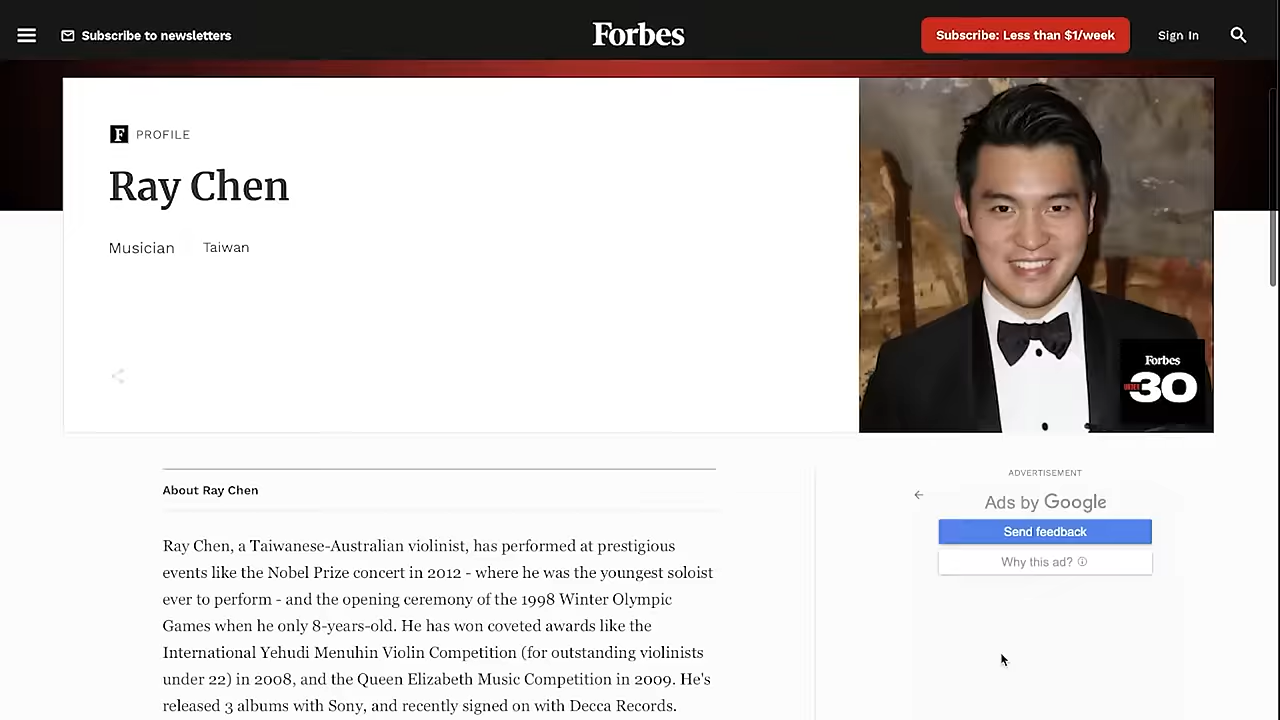 Subscribe to newsletters
Forbes
Subscribe: Less than $1/week
Sign In
F PROFILE
Ray Chen
Musician Taiwan
Forbes
UNDER 30
About Ray Chen
Ray Chen, a Taiwanese-Australian violinist, has performed at prestigious
events like the Nobel Prize concert in 2012 - where he was the youngest soloist
ever to perform - and the opening ceremony of the 1998 Winter Olympic
Games when he only 8-years-old. He has won coveted awards like the
International Yehudi Menuhin Violin Competition (for outstanding violinists
under 22) in 2008, and the Queen Elizabeth Music Competition in 2009. He's
released 3 albums with Sony, and recently signed on with Decca Records.
ADVERTISEMENT
Ads by Google
Send feedback
Why this ad?